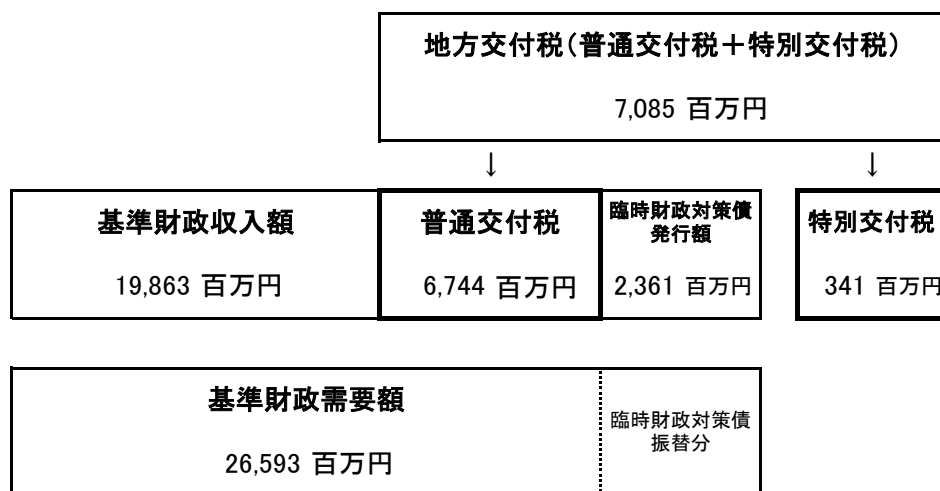 地方交付税(普通交付税＋特別交付税)
7,085 百万円
↓ ↓
基準財政収入額 普通交付税 臨時財政対策債 特別交付税
発行額
19,863 百万円 6,744 百万円 2,361 百万円 341 百万円
基準財政需要額 臨時財政対策債
振替分
26,593 百万円